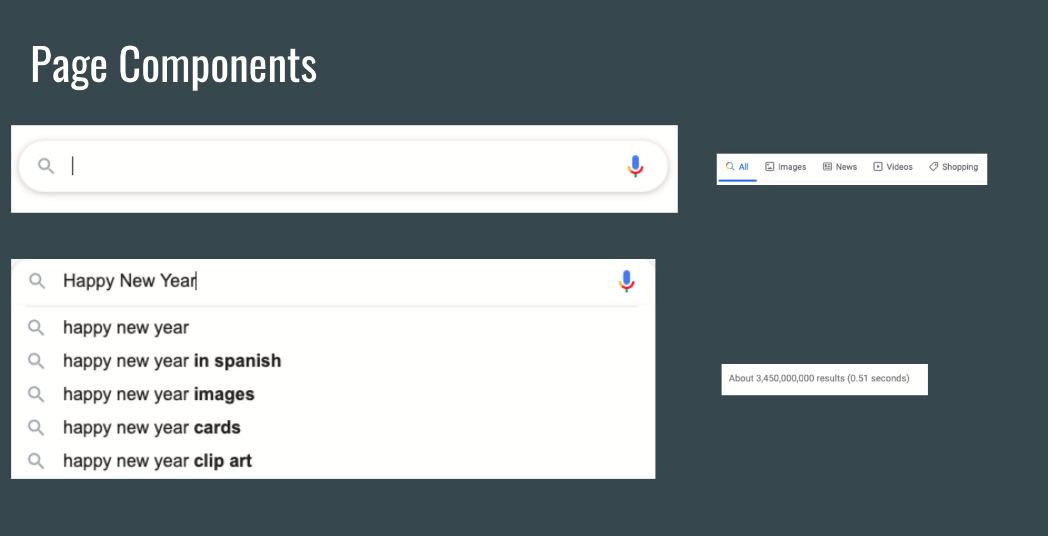 Page Components
All Images News Videos Shopping
Happy New Year
happy new year
happy new year in spanish
happy new year images
happy new year cards
happy new year clip art
About 3,450,000,000 results (0.51 seconds)